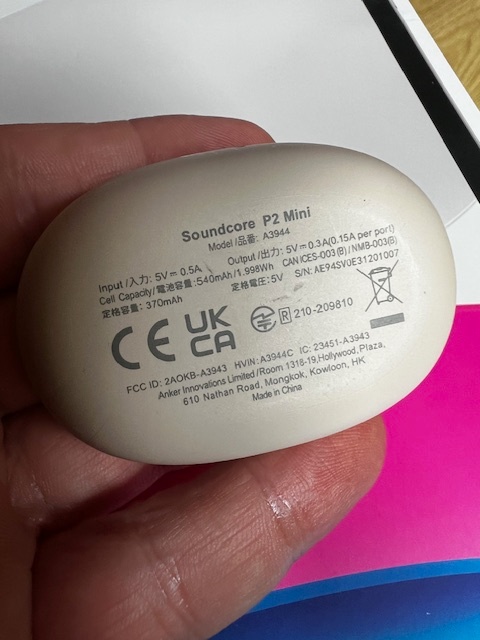 Soundcore P2 Mini
Model /品番: A3944
Input /入力: 5V⎓0.5A Output /出力: 5V⎓0.3A(0.15A per port)
Cell Capacity/電池容量:540mAh/1.998Wh CAN ICES-003(B)/NMB-003(B)
定格容量: 370mAh 定格電圧:5V S/N: AE94SV0E31201007
CE UK CA R 210-209810
FCC ID: 2AOKB-A3943 HVIN:A3944C IC: 23451-A3943
Anker Innovations Limited /Room 1318-19,Hollywood Plaza,
610 Nathan Road, Mongkok, Kowloon, HK
Made in China